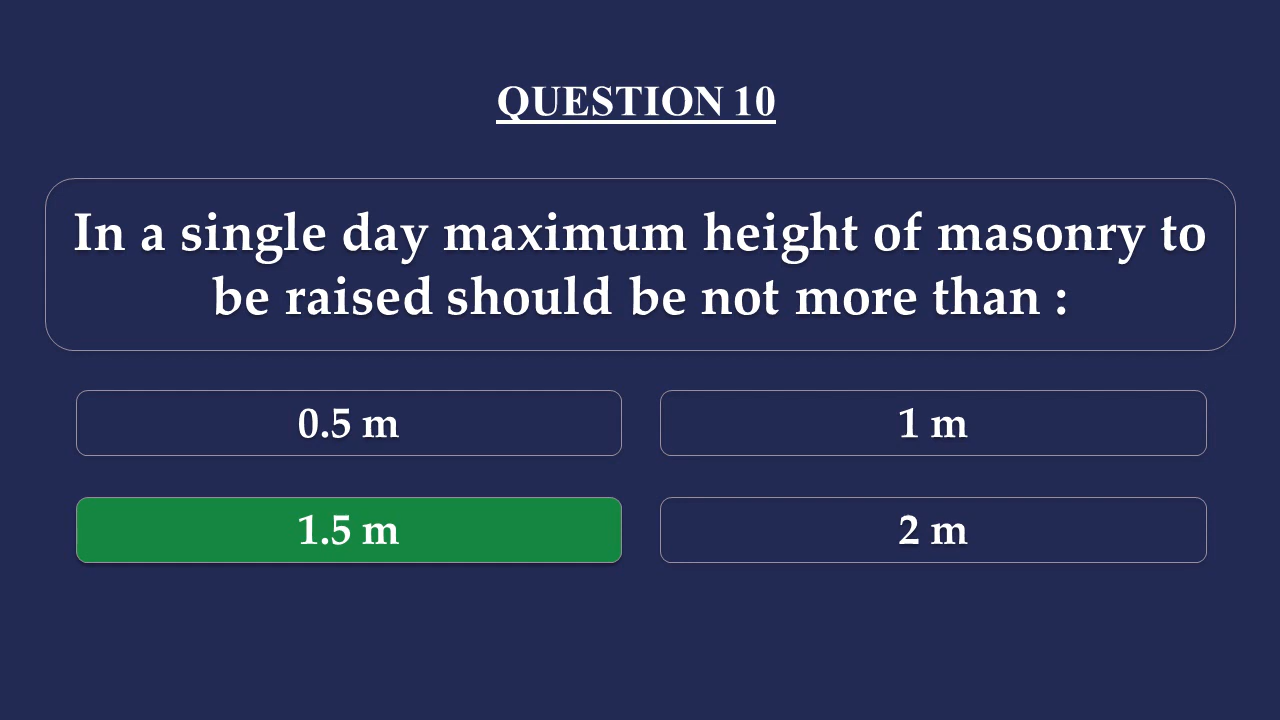 QUESTION 10
In a single day maximum height of masonry to
be raised should be not more than :
0.5 m
1 m
1.5 m
2 m